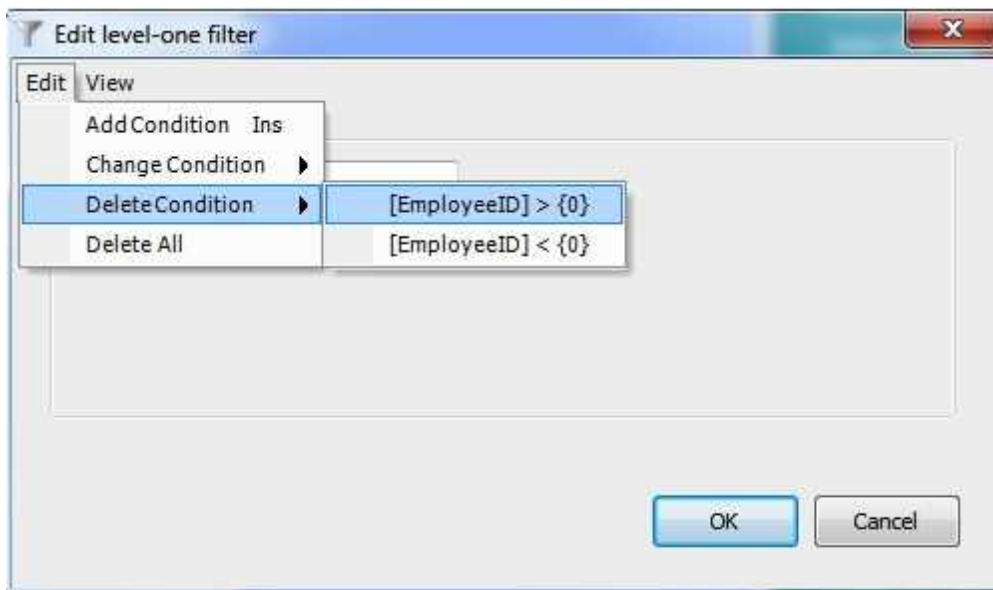 Edit level-one filter
Edit View
Add Condition Ins
Change Condition
Delete Condition
[EmployeeID] > {0}
Delete All
[EmployeeID] < {0}
OK Cancel